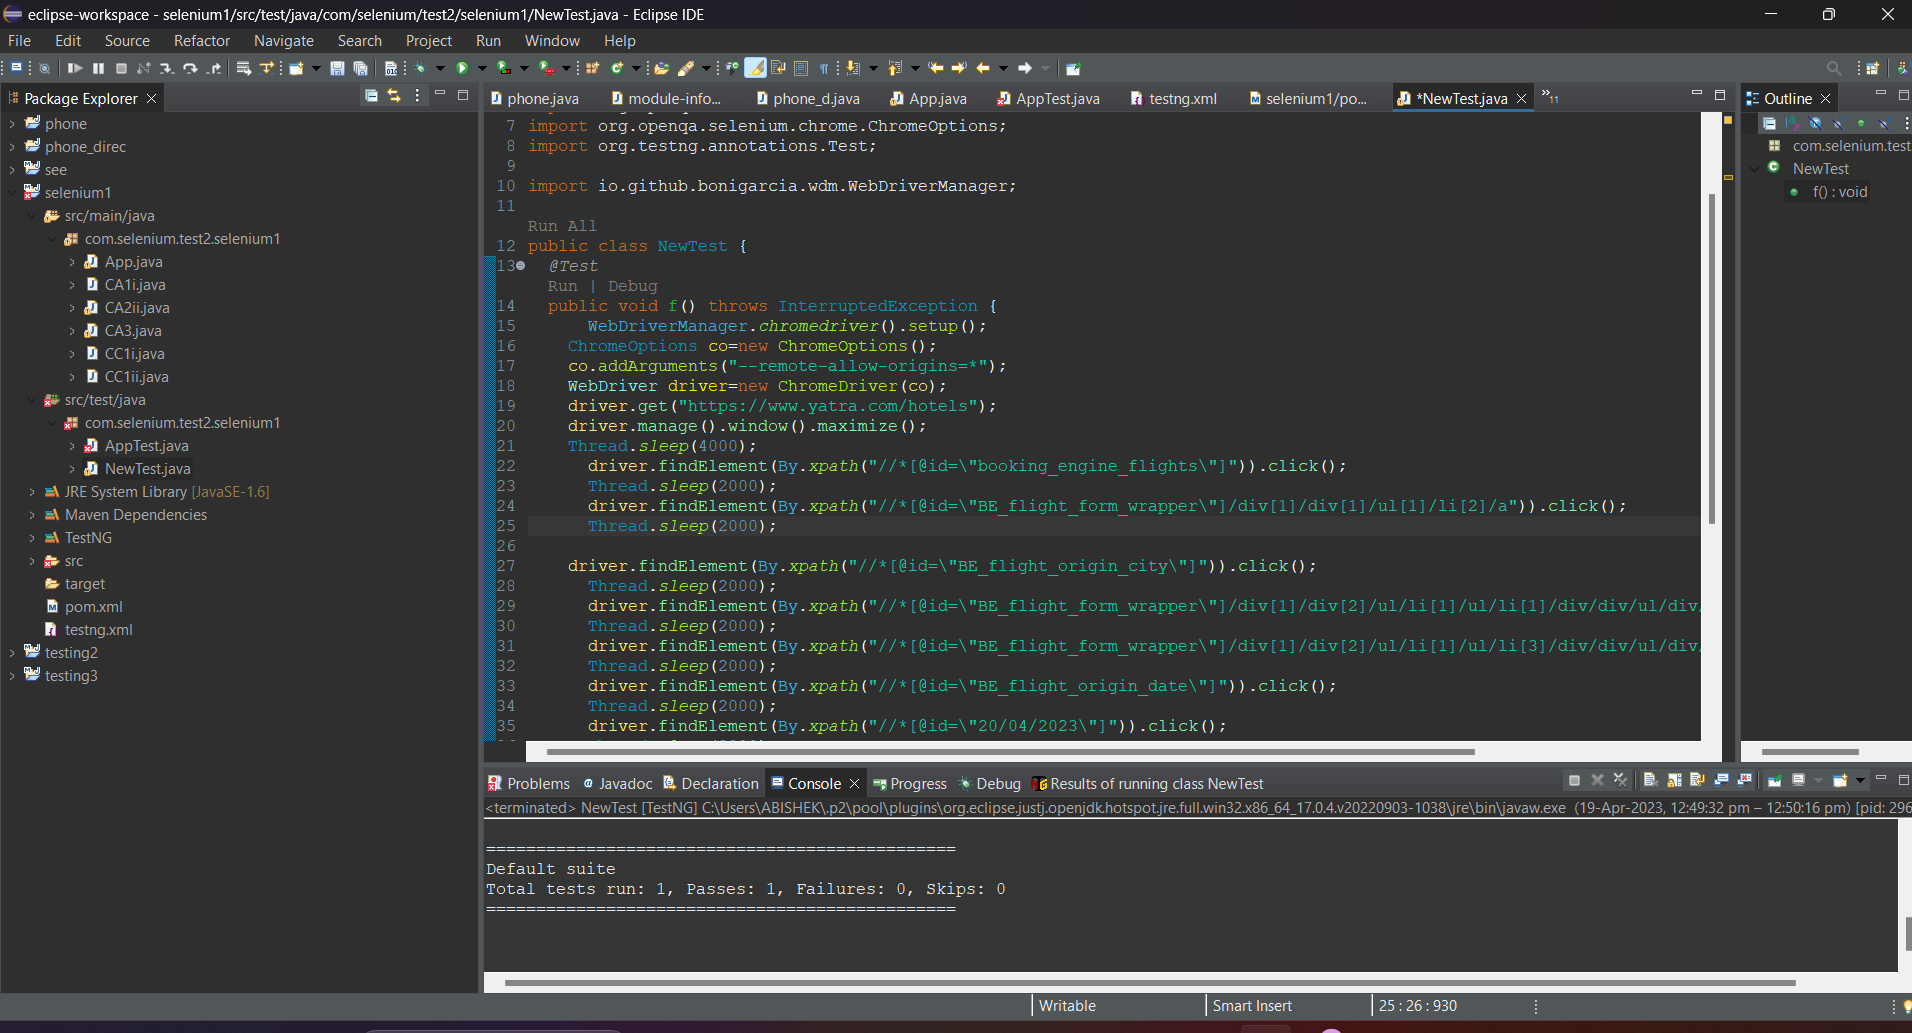 eclipse-workspace - selenium1/src/test/java/com/selenium/test2/selenium1/NewTest.java - Eclipse IDE
File Edit Source Refactor Navigate Search Project Run Window Help
Package Explorer
phone
phone_direc
see
selenium1
src/main/java
com.selenium.test2.selenium1
App.java
CA1i.java
CA2ii.java
CA3.java
CC1i.java
CC1ii.java
src/test/java
com.selenium.test2.selenium1
AppTest.java
NewTest.java
JRE System Library [JavaSE-1.6]
Maven Dependencies
TestNG
src
target
pom.xml
testng.xml
testing2
testing3
phone.java module-info... phone_d.java App.java AppTest.java testng.xml selenium1/po... *NewTest.java »11
7 import org.openqa.selenium.chrome.ChromeOptions;
8 import org.testng.annotations.Test;
9
10 import io.github.bonigarcia.wdm.WebDriverManager;
11
Run All
12 public class NewTest {
13 @Test
Run | Debug
14 public void f() throws InterruptedException {
15 WebDriverManager.chromedriver().setup();
16 ChromeOptions co=new ChromeOptions();
17 co.addArguments("--remote-allow-origins=*");
18 WebDriver driver=new ChromeDriver(co);
19 driver.get("https://www.yatra.com/hotels");
20 driver.manage().window().maximize();
21 Thread.sleep(4000);
22 driver.findElement(By.xpath("//*[@id=\"booking_engine_flights\"]")).click();
23 Thread.sleep(2000);
24 driver.findElement(By.xpath("//*[@id=\"BE_flight_form_wrapper\"]/div[1]/div[1]/ul[1]/li[2]/a")).click();
25 Thread.sleep(2000);
26
27 driver.findElement(By.xpath("//*[@id=\"BE_flight_origin_city\"]")).click();
28 Thread.sleep(2000);
29 driver.findElement(By.xpath("//*[@id=\"BE_flight_form_wrapper\"]/div[1]/div[2]/ul/li[1]/ul/li[1]/div/div/ul/div.
30 Thread.sleep(2000);
31 driver.findElement(By.xpath("//*[@id=\"BE_flight_form_wrapper\"]/div[1]/div[2]/ul/li[1]/ul/li[3]/div/div/ul/div.
32 Thread.sleep(2000);
33 driver.findElement(By.xpath("//*[@id=\"BE_flight_origin_date\"]")).click();
34 Thread.sleep(2000);
35 driver.findElement(By.xpath("//*[@id=\"20/04/2023\"]")).click();
Outline
com.selenium.test
NewTest
f() : void
Problems Javadoc Declaration Console Progress Debug Results of running class NewTest
<terminated> NewTest [TestNG] C:\Users\ABISHEK\.p2\pool\plugins\org.eclipse.justj.openjdk.hotspot.jre.full.win32.x86_64_17.0.4.v20220903-1038\jre\bin\javaw.exe (19-Apr-2023, 12:49:32 pm – 12:50:16 pm) [pid: 296
===============================================
Default suite
Total tests run: 1, Passes: 1, Failures: 0, Skips: 0
===============================================
Writable Smart Insert 25 : 26 : 930